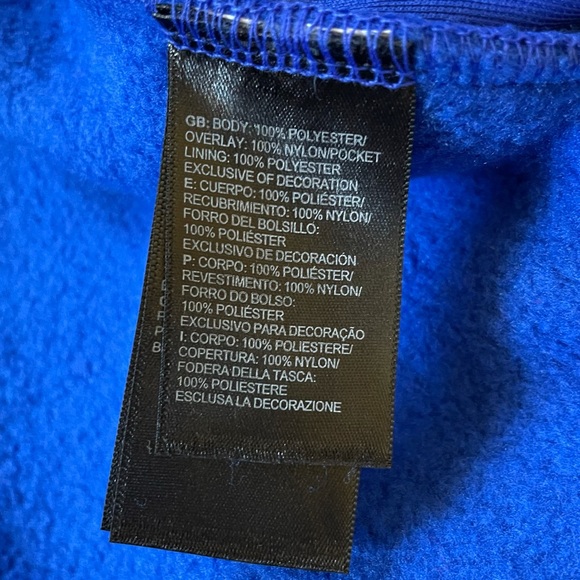 GB: BODY: 100% POLYESTER/
OVERLAY: 100% NYLON/POCKET
LINING: 100% POLYESTER
EXCLUSIVE OF DECORATION
E: CUERPO: 100% POLIÉSTER/
RECUBRIMIENTO: 100% NYLON/
FORRO DEL BOLSILLO:
100% POLIÉSTER
EXCLUSIVO DE DECORACIÓN
P: CORPO: 100% POLIÉSTER/
REVESTIMENTO: 100% NYLON/
FORRO DO BOLSO:
100% POLIÉSTER
EXCLUSIVO PARA DECORAÇÃO
I: CORPO: 100% POLIESTERE/
COPERTURA: 100% NYLON/
FODERA DELLA TASCA:
100% POLIESTERE
ESCLUSA LA DECORAZIONE